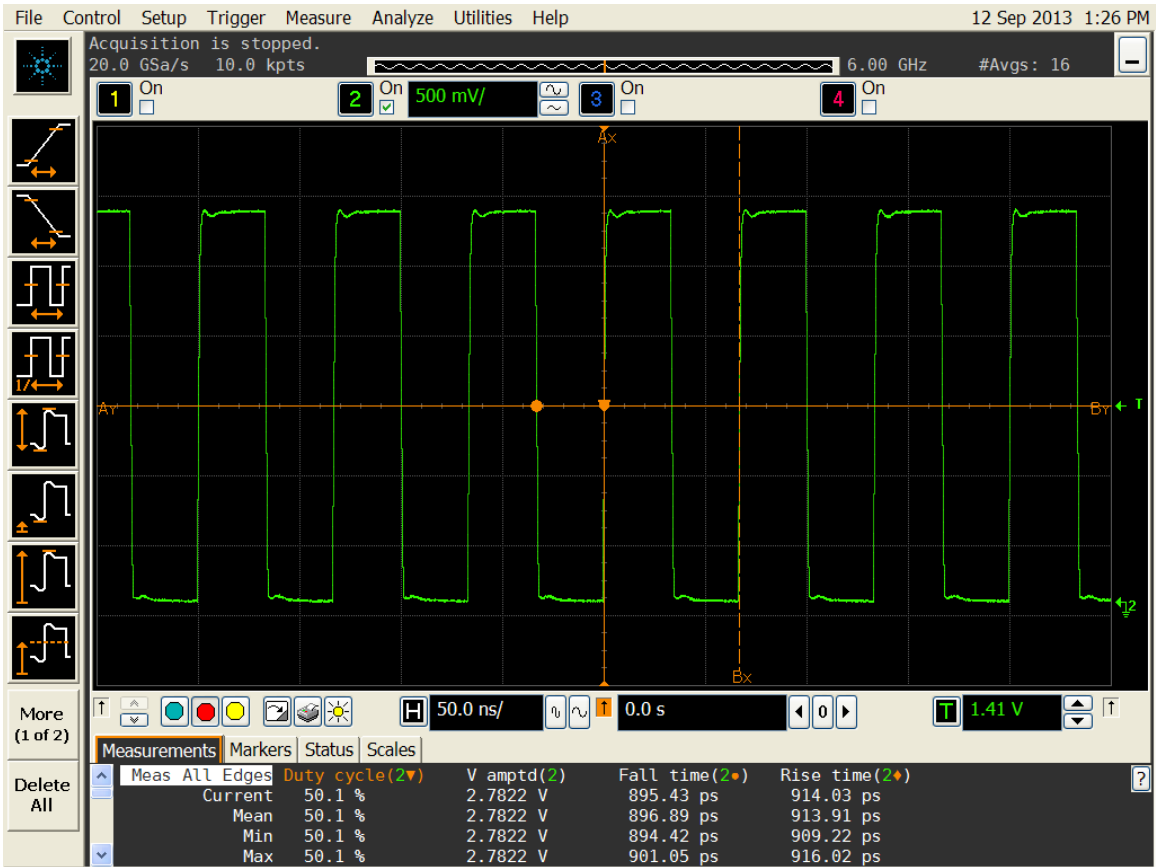 File Control Setup Trigger Measure Analyze Utilities Help 12 Sep 2013 1:26 PM
Acquisition is stopped.
20.0 GSa/s 10.0 kpts 6.00 GHz #Avgs: 16
1 On 2 On 500 mV/ 3 On 4 On
Ax
1/
Ay By T
2
Bx
More
(1 of 2)
Delete
All
H 50.0 ns/ 0.0 s 0 T 1.41 V
Measurements Markers Status Scales
Meas All Edges Duty cycle(2▼) V amptd(2) Fall time(2●) Rise time(2♦) ?
Current 50.1 % 2.7822 V 895.43 ps 914.03 ps
Mean 50.1 % 2.7822 V 896.89 ps 913.91 ps
Min 50.1 % 2.7822 V 894.42 ps 909.22 ps
Max 50.1 % 2.7822 V 901.05 ps 916.02 ps